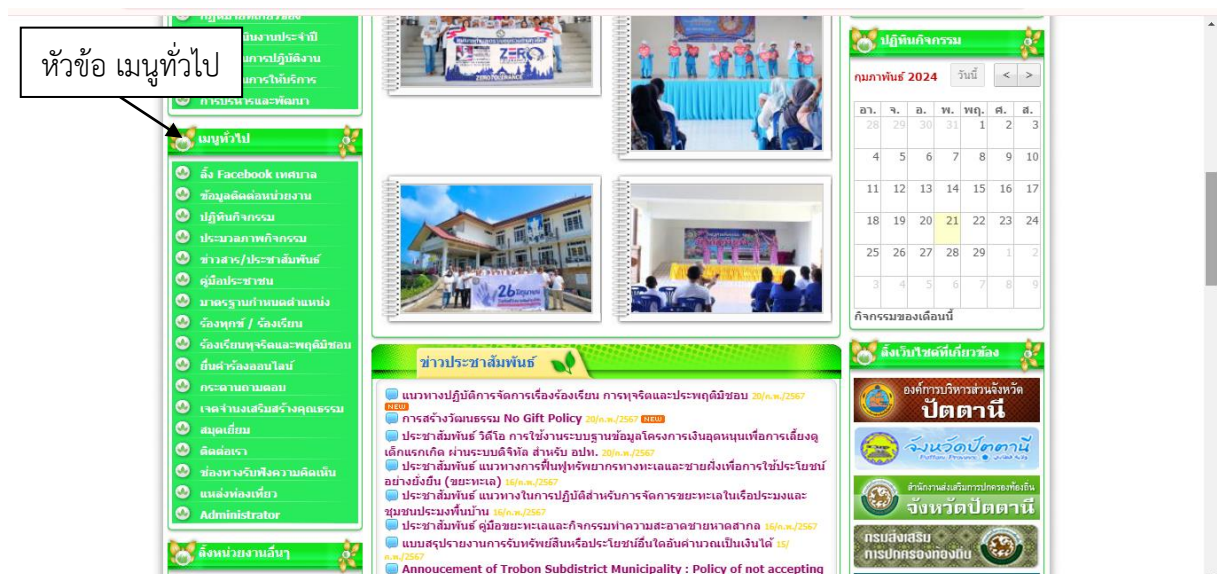 หัวข้อ เมนูทั่วไป
การบริหารและพัฒนา
เมนูทั่วไป
ลิ้ง Facebook เทศบาล
ข้อมูลติดต่อหน่วยงาน
ปฏิทินกิจกรรม
ประมวลภาพกิจกรรม
ข่าวสาร/ประชาสัมพันธ์
คู่มือประชาชน
มาตรฐานกำหนดตำแหน่ง
ร้องทุกข์ / ร้องเรียน
ร้องเรียนทุจริตและพฤติมิชอบ
ยื่นคำร้องออนไลน์
กระดานถามตอบ
เจตจำนงเสริมสร้างคุณธรรม
สมุดเยี่ยม
ติดต่อเรา
ช่องทางรับฟังความคิดเห็น
แหล่งท่องเที่ยว
Administrator
ลิ้งหน่วยงานอื่นๆ
ZERO
26 มิถุนายน
ข่าวประชาสัมพันธ์
แนวทางปฏิบัติการจัดการเรื่องร้องเรียน การทุจริตและประพฤติมิชอบ 20/ก.พ./2567
NEW
การสร้างวัฒนธรรม No Gift Policy 20/ก.พ./2567 NEW
ประชาสัมพันธ์ วิดีโอ การใช้งานระบบฐานข้อมูลโครงการเงินอุดหนุนเพื่อการเลี้ยงดู
เด็กแรกเกิด ผ่านระบบดิจิทัล สำหรับ อปท. 20/ก.พ./2567
ประชาสัมพันธ์ แนวทางการฟื้นฟูทรัพยากรทางทะเลและชายฝั่งเพื่อการใช้ประโยชน์
อย่างยั่งยืน (ขยะทะเล) 16/ก.พ./2567
ประชาสัมพันธ์ แนวทางในการปฏิบัติสำหรับการจัดการขยะทะเลในเรือประมงและ
ชุมชนประมงพื้นบ้าน 16/ก.พ./2567
ประชาสัมพันธ์ คู่มือขยะทะเลและกิจกรรมทำความสะอาดชายหาดสากล 16/ก.พ./2567
แบบสรุปรายงานการรับทรัพย์สินหรือประโยชน์อื่นใดอันคำนวณเป็นเงินได้ 15/
ก.พ./2567
Annoucement of Trobon Subdistrict Municipality : Policy of not accepting
ปฏิทินกิจกรรม
กุมภาพันธ์ 2024 วันนี้ < >
อา. จ. อ. พ. พฤ. ศ. ส.
28 29 30 31 1 2 3
4 5 6 7 8 9 10
11 12 13 14 15 16 17
18 19 20 21 22 23 24
25 26 27 28 29 1 2
3 4 5 6 7 8 9
กิจกรรมของเดือนนี้
ลิ้งเว็บไซต์ที่เกี่ยวข้อง
องค์การบริหารส่วนจังหวัด
ปัตตานี
จังหวัดปัตตานี
สำนักงานส่งเสริมการปกครองท้องถิ่น
จังหวัดปัตตานี
กรมส่งเสริม
การปกครองท้องถิ่น